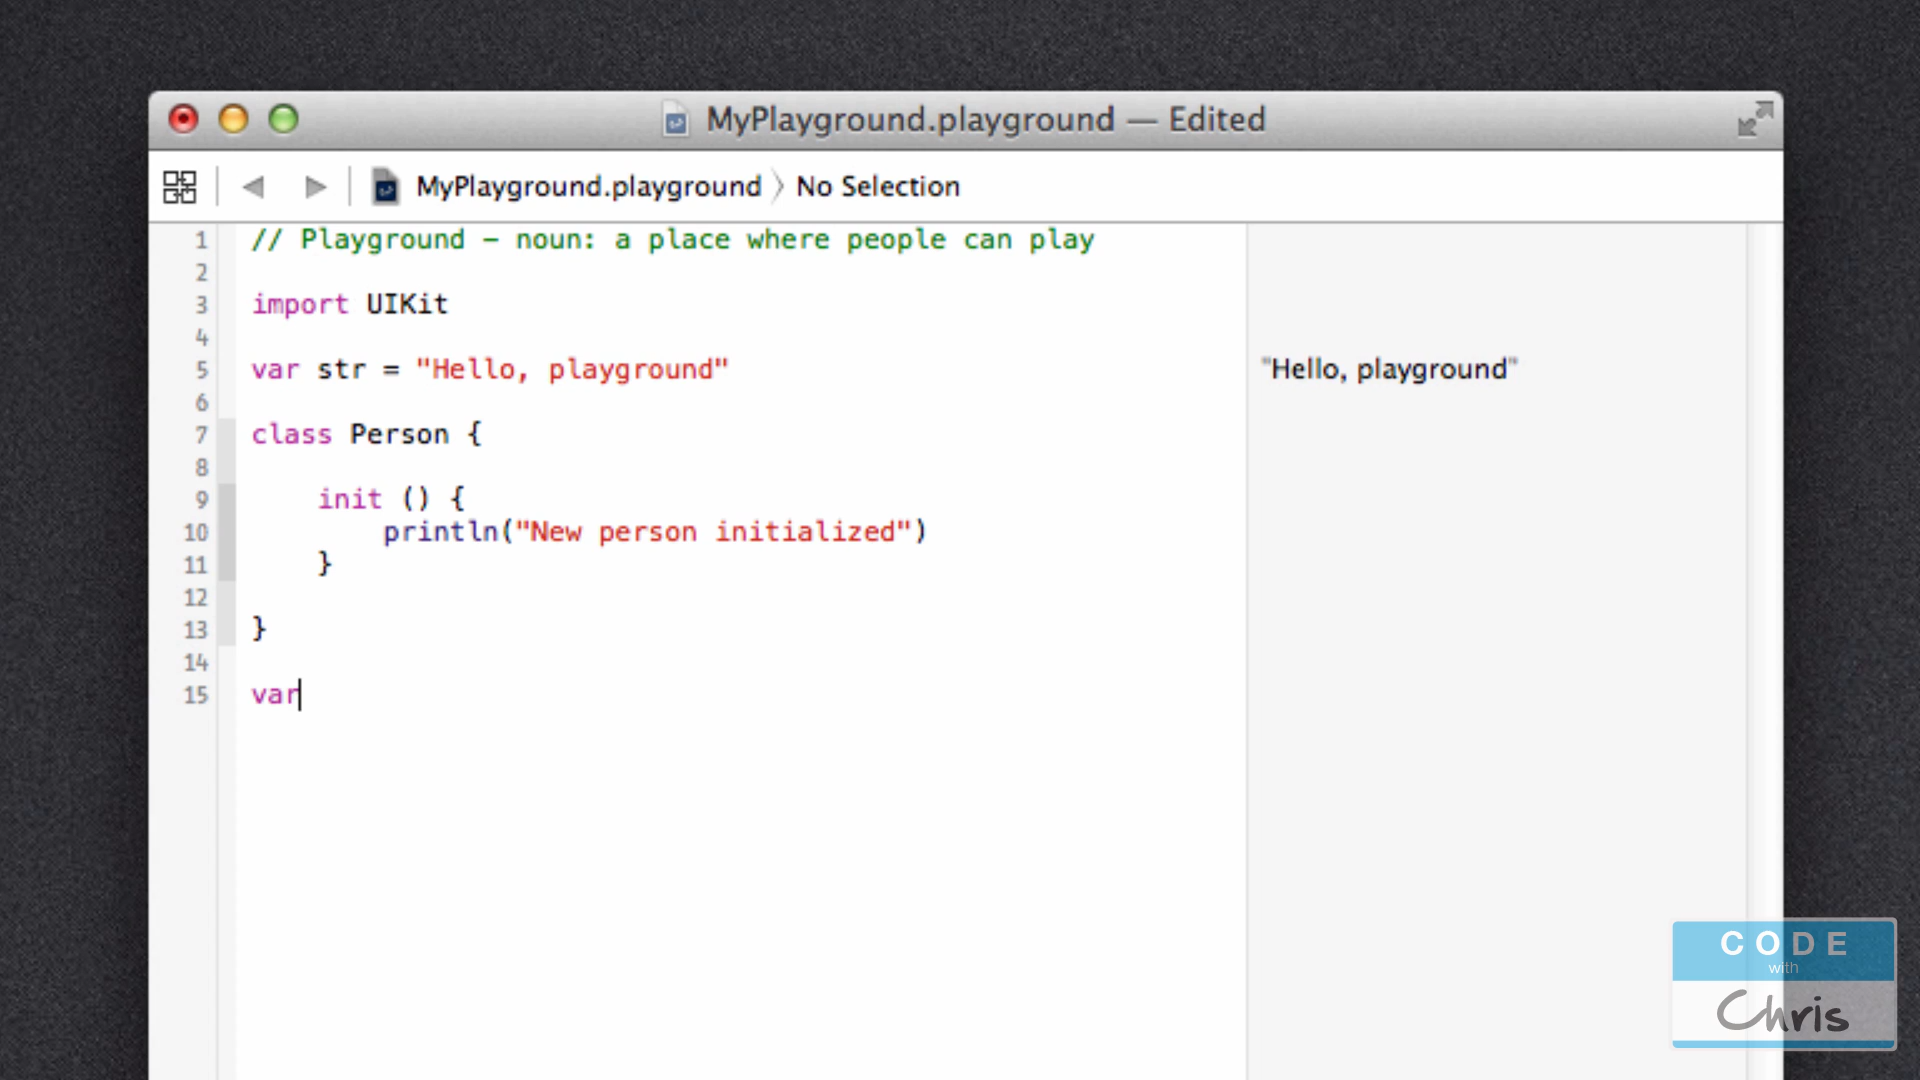 MyPlayground.playground — Edited
MyPlayground.playground 〉 No Selection
1 // Playground - noun: a place where people can play
2
3 import UIKit
4
5 var str = "Hello, playground" "Hello, playground"
6
7 class Person {
8
9 init () {
10 println("New person initialized")
11 }
12
13 }
14
15 var
CODE
with
Chris